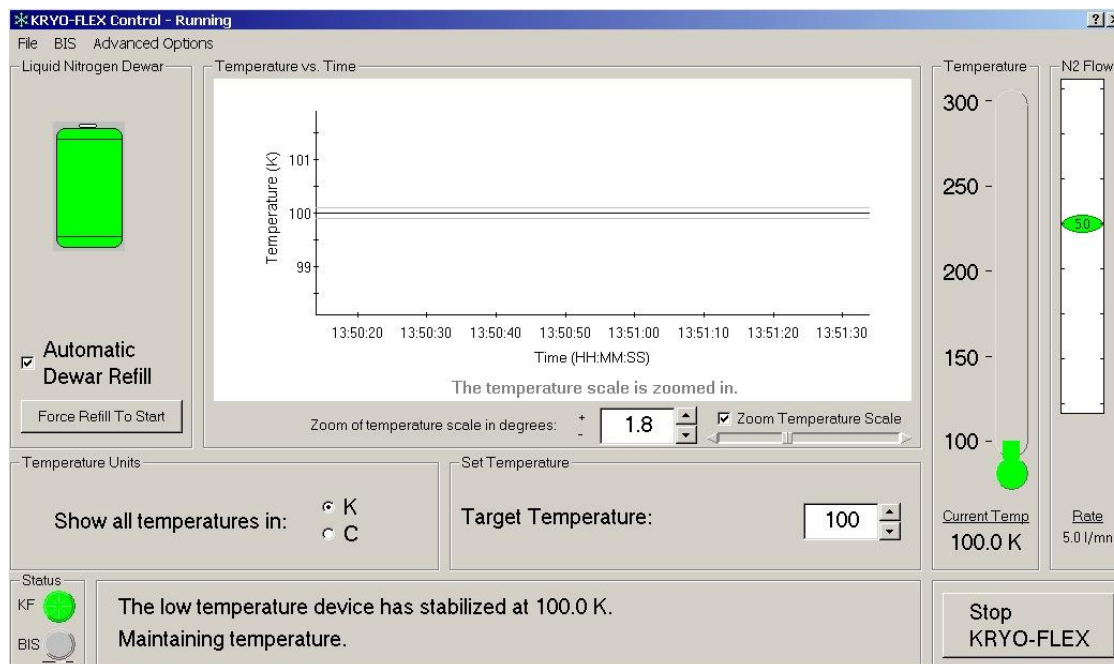 KRYO-FLEX Control - Running
File BIS Advanced Options
Liquid Nitrogen Dewar
Automatic
Dewar Refill
Force Refill To Start
Temperature vs. Time
Temperature (K)
101
100
99
13:50:20 13:50:30 13:50:40 13:50:50 13:51:00 13:51:10 13:51:20 13:51:30
Time (HH:MM:SS)
The temperature scale is zoomed in.
Zoom of temperature scale in degrees: + - 1.8 Zoom Temperature Scale
Temperature
300
250
200
150
100
Current Temp
100.0 K
N2 Flow
5.0
Rate
5.0 l/mn
Temperature Units
Show all temperatures in:
K
C
Set Temperature
Target Temperature: 100
Status
KF
BIS
The low temperature device has stabilized at 100.0 K.
Maintaining temperature.
Stop
KRYO-FLEX